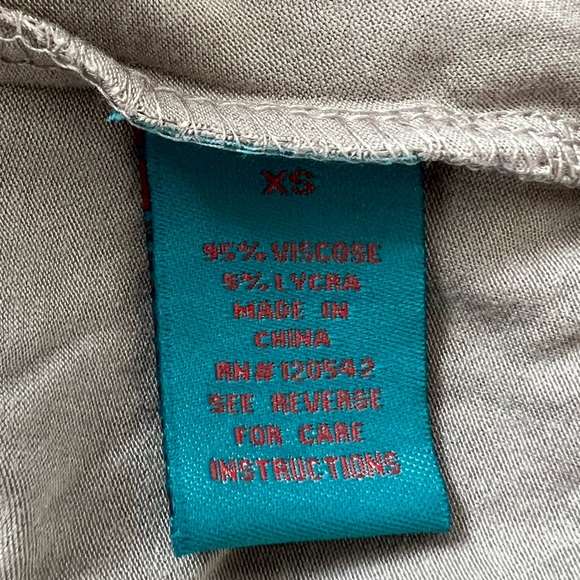 XS
95% VISCOSE
5% LYCRA
MADE IN
CHINA
RN# 120542
SEE REVERSE
FOR CARE
INSTRUCTIONS